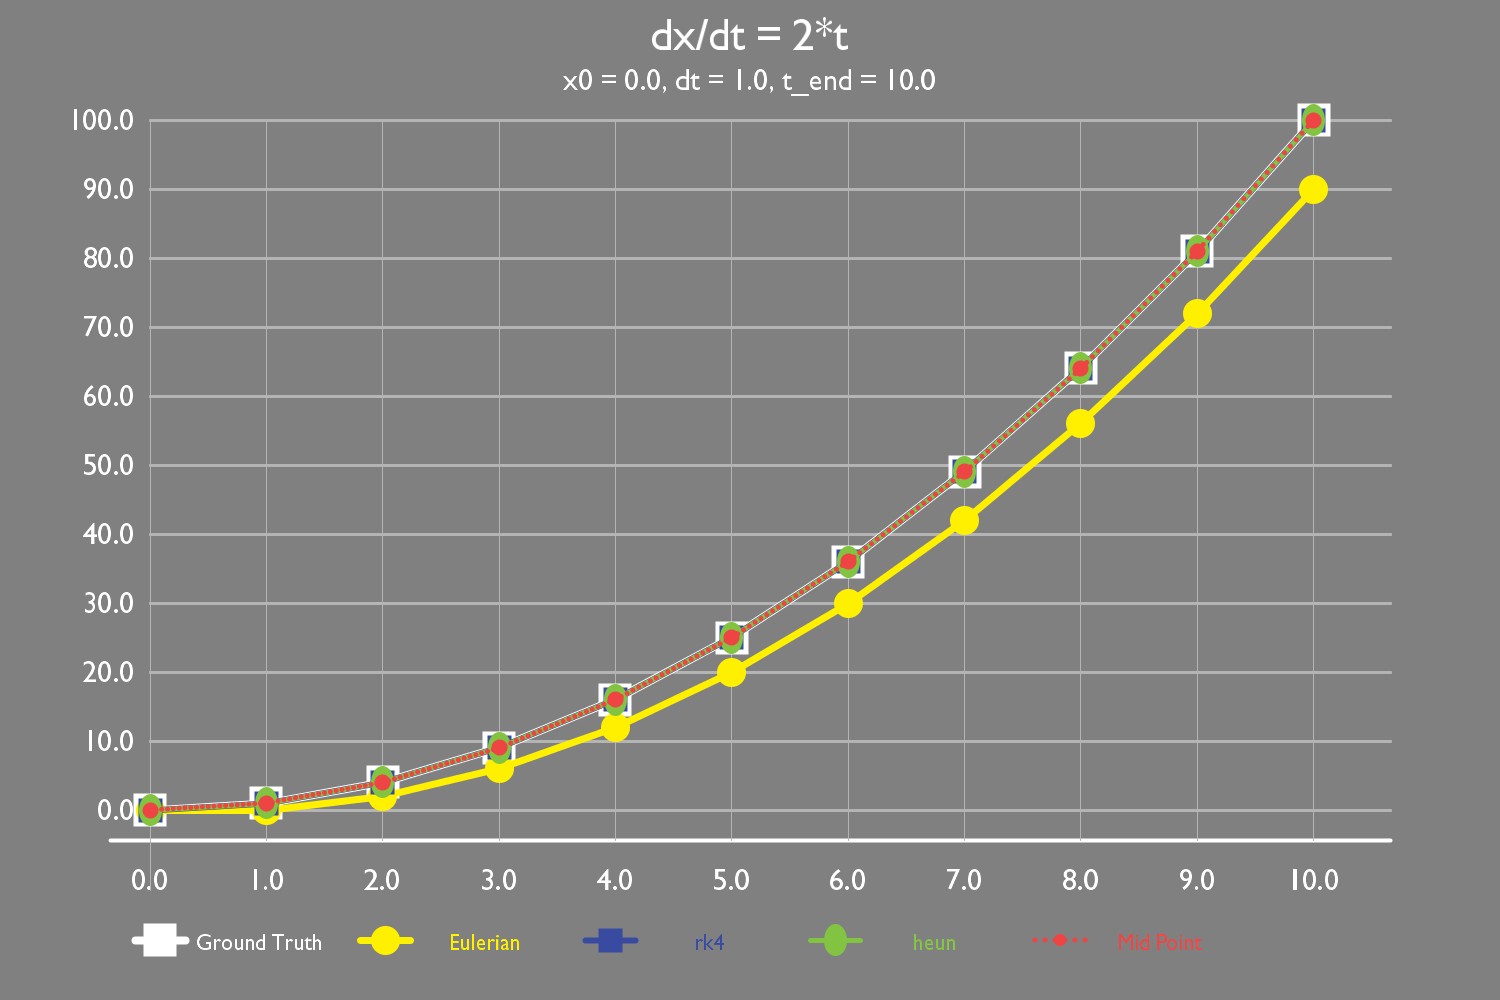 dx/dt = 2*t
x0 = 0.0, dt = 1.0, t_end = 10.0
100.0
90.0
80.0
70.0
60.0
50.0
40.0
30.0
20.0
10.0
0.0
0.0 1.0 2.0 3.0 4.0 5.0 6.0 7.0 8.0 9.0 10.0
Ground Truth Eulerian rk4 heun Mid Point